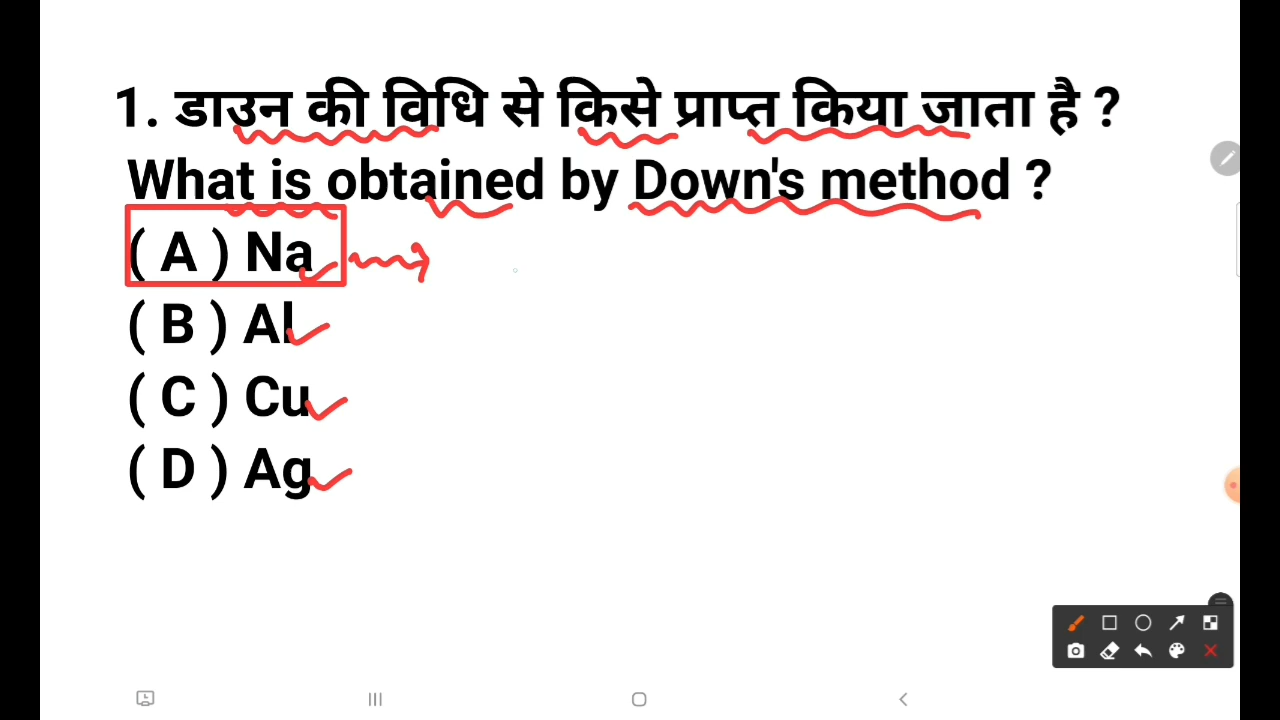 1. डाउन की विधि से किसे प्राप्त किया जाता है ?
What is obtained by Down's method ?
( A ) Na
( B ) Al
( C ) Cu
( D ) Ag